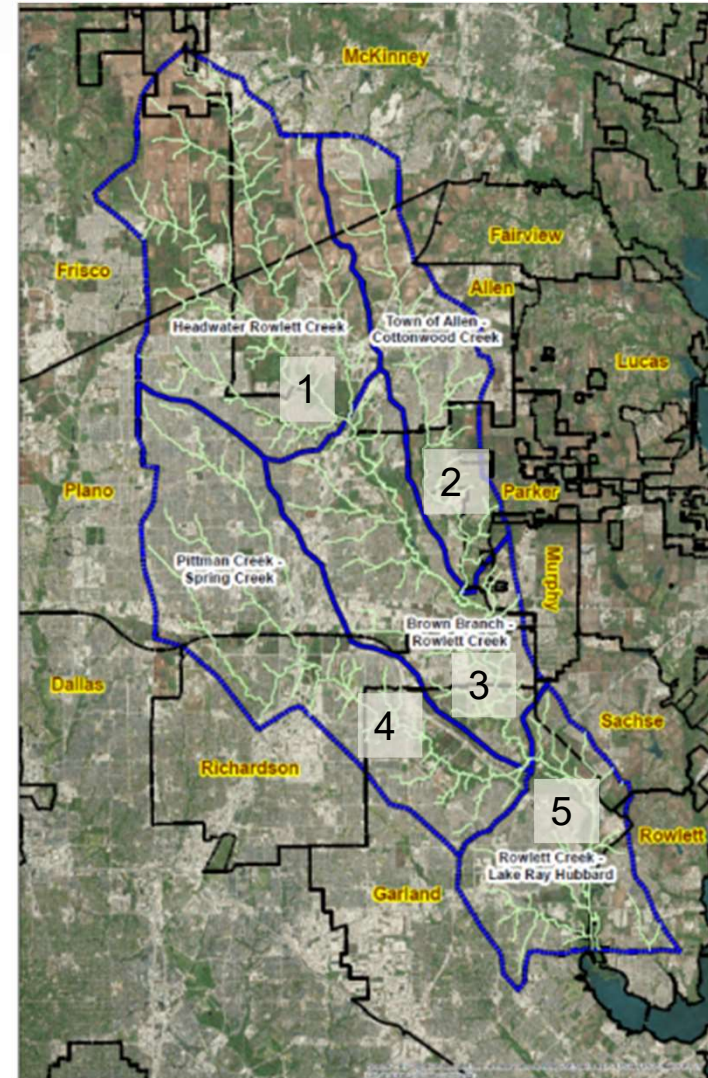 McKinney
Fairview
Frisco
Allen
Headwater Rowlett Creek
Town of Allen -
Cottonwood Creek
Lucas
1
2
Plano
Parker
Pittman Creek -
Spring Creek
Murphy
Brown Branch -
Rowlett Creek
Dallas
3
4
Sachse
Richardson
5
Rowlett
Rowlett Creek -
Lake Ray Hubbard
Garland